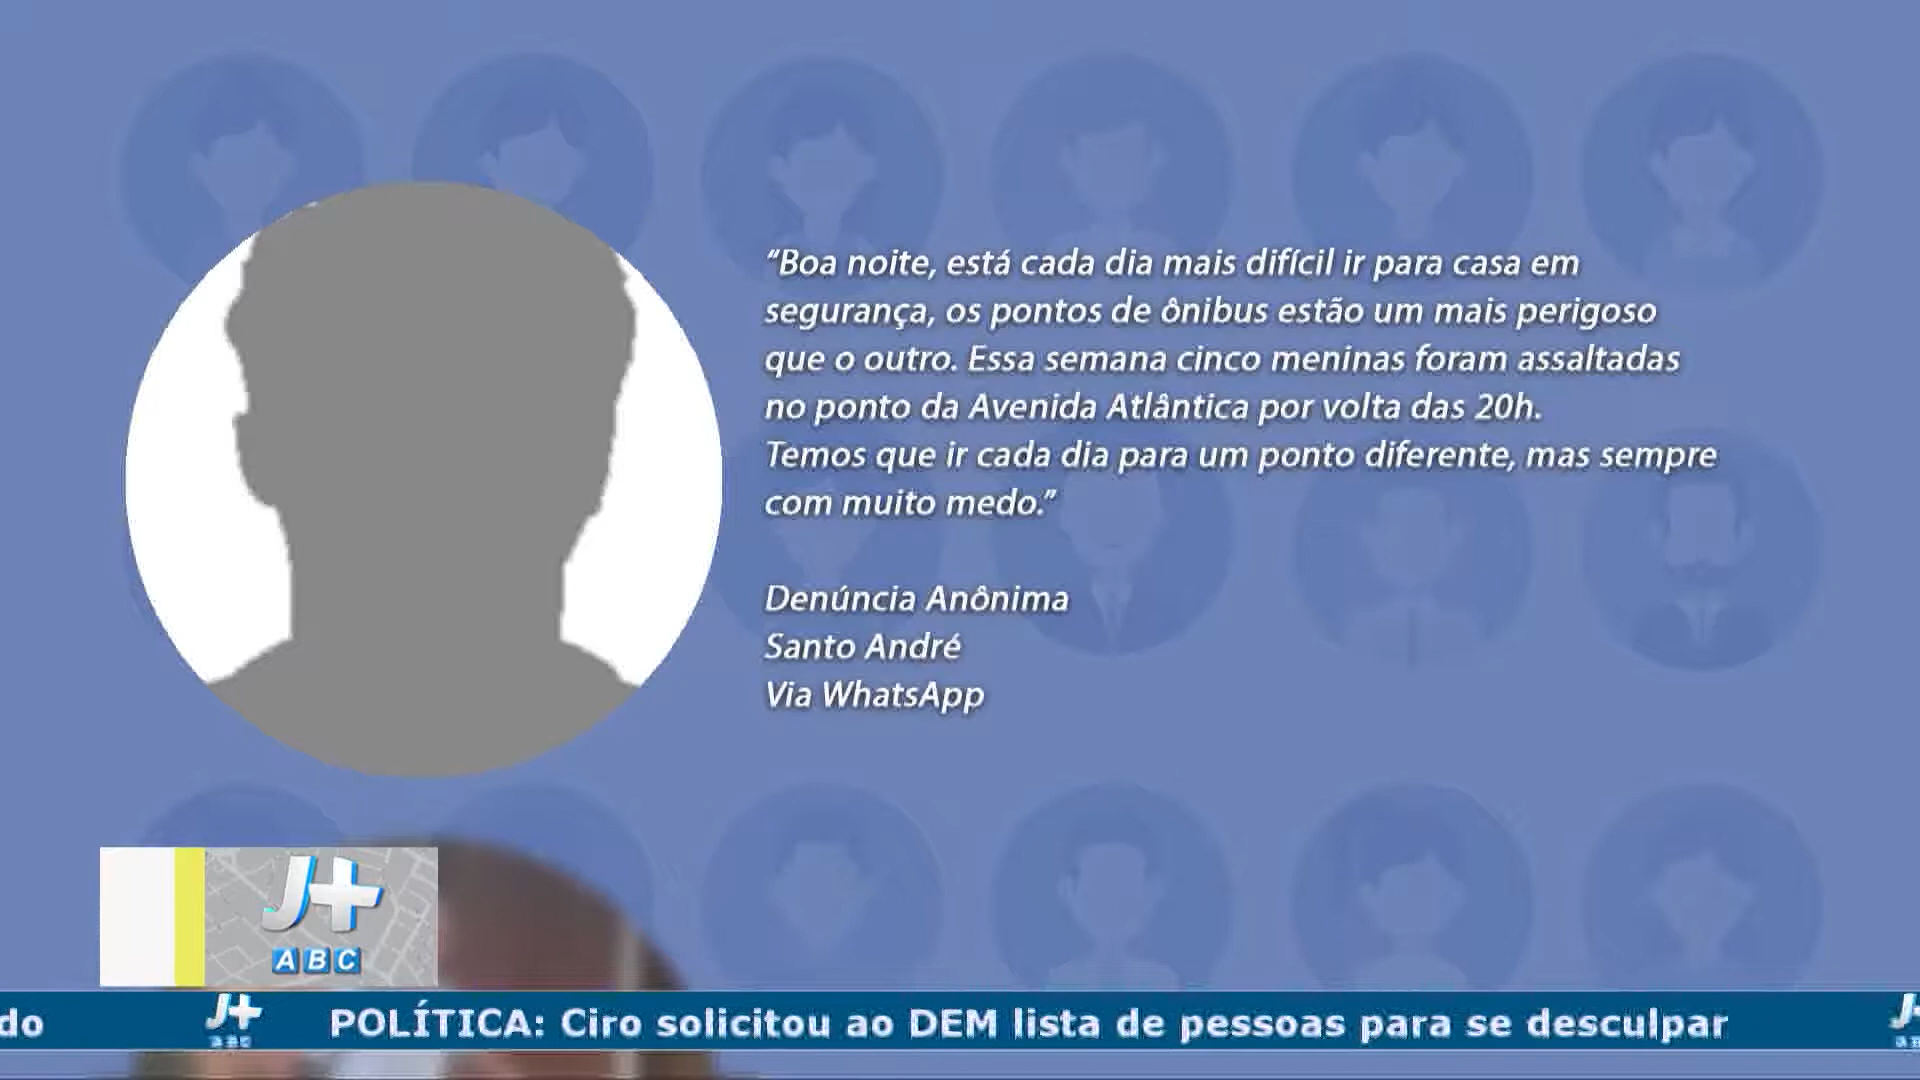 “Boa noite, está cada dia mais difícil ir para casa em
segurança, os pontos de ônibus estão um mais perigoso
que o outro. Essa semana cinco meninas foram assaltadas
no ponto da Avenida Atlântica por volta das 20h.
Temos que ir cada dia para um ponto diferente, mas sempre
com muito medo.”
Denúncia Anônima
Santo André
Via WhatsApp
J+
ABC
do J+ ABC POLÍTICA: Ciro solicitou ao DEM lista de pessoas para se desculpar J+